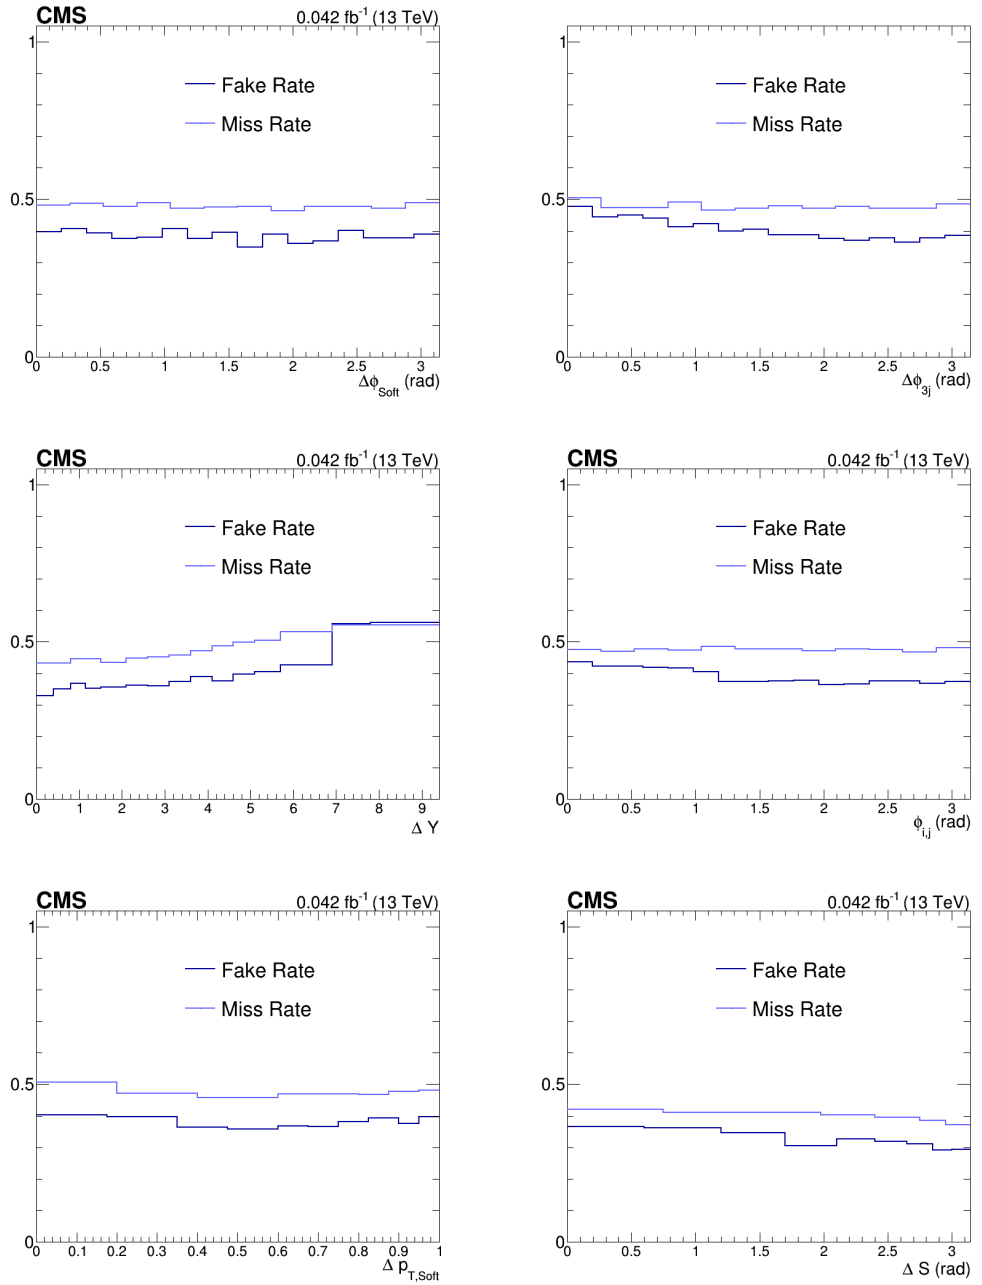 CMS 0.042 fb⁻¹ (13 TeV)
1
Fake Rate
Miss Rate
0.5
0
0 0.5 1 1.5 2 2.5 3
Δϕ_Soft (rad)
1
Fake Rate
Miss Rate
0.5
0
0 0.5 1 1.5 2 2.5 3
Δϕ_3j (rad)
CMS 0.042 fb⁻¹ (13 TeV)
1
Fake Rate
Miss Rate
0.5
0
0 1 2 3 4 5 6 7 8 9
Δ Y
CMS 0.042 fb⁻¹ (13 TeV)
1
Fake Rate
Miss Rate
0.5
0
0 0.5 1 1.5 2 2.5 3
ϕ_i,j (rad)
CMS 0.042 fb⁻¹ (13 TeV)
1
Fake Rate
Miss Rate
0.5
0
0 0.1 0.2 0.3 0.4 0.5 0.6 0.7 0.8 0.9 1
Δ p_T,Soft
CMS 0.042 fb⁻¹ (13 TeV)
1
Fake Rate
Miss Rate
0.5
0
0 0.5 1 1.5 2 2.5 3
Δ S (rad)